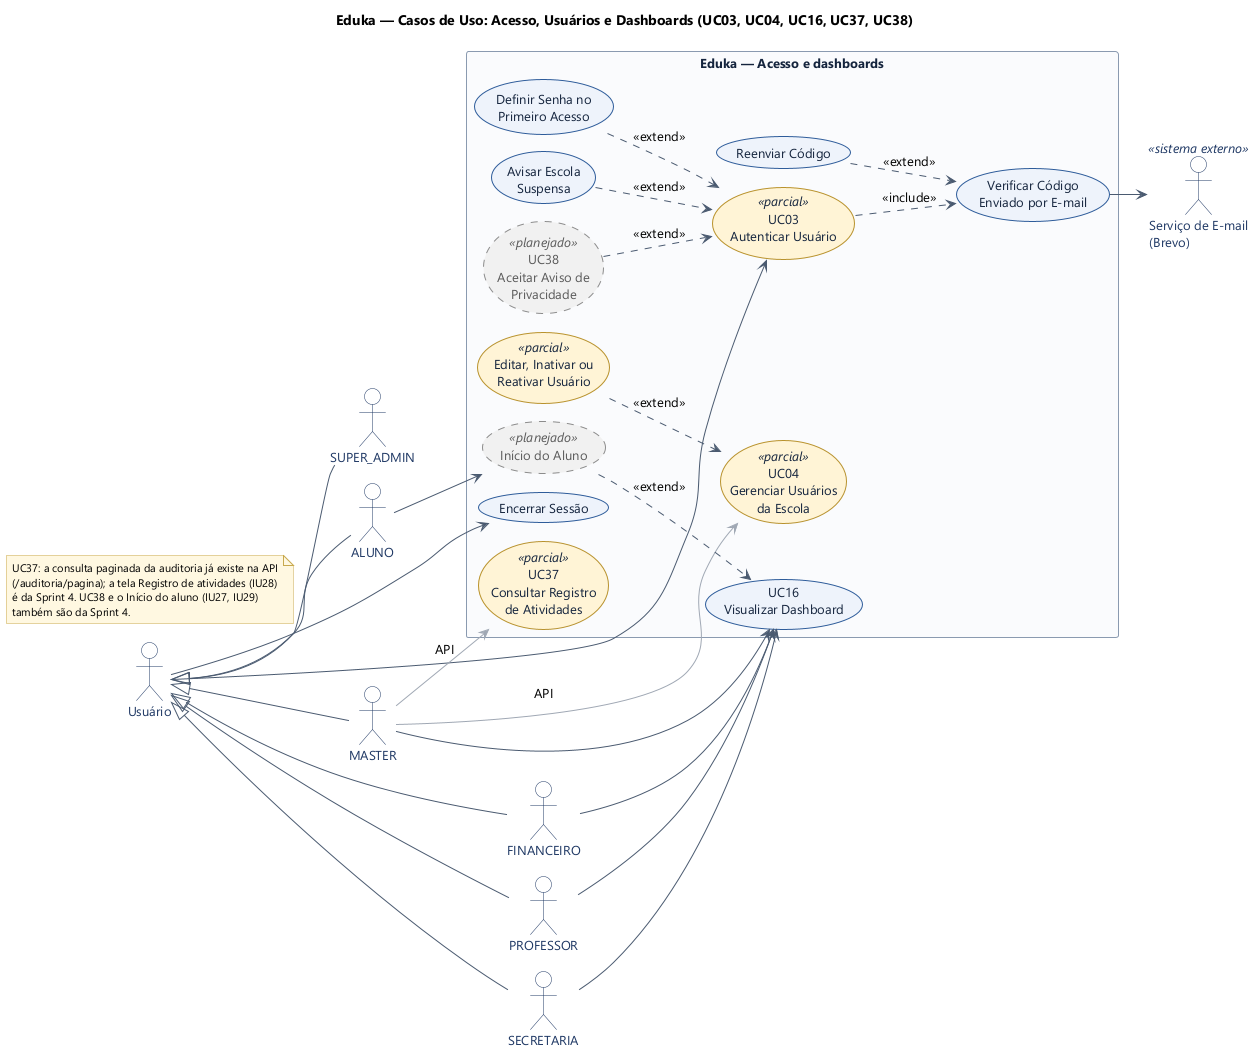 Eduka — Casos de Uso: Acesso, Usuários e Dashboards (UC03, UC04, UC16, UC37, UC38)
Eduka — Acesso e dashboards
Definir Senha no
Primeiro Acesso
«extend»
Reenviar Código
«extend»
«sistema externo»
Serviço de E-mail
(Brevo)
Avisar Escola
Suspensa
«extend»
«parcial»
UC03
Autenticar Usuário
«include»
Verificar Código
Enviado por E-mail
«planejado»
UC38
Aceitar Aviso de
Privacidade
«extend»
«parcial»
Editar, Inativar ou
Reativar Usuário
«extend»
SUPER_ADMIN
«planejado»
Início do Aluno
«extend»
«parcial»
UC04
Gerenciar Usuários
da Escola
ALUNO
Encerrar Sessão
UC37: a consulta paginada da auditoria já existe na API
(/auditoria/pagina); a tela Registro de atividades (IU28)
é da Sprint 4. UC38 e o Início do aluno (IU27, IU29)
também são da Sprint 4.
«parcial»
UC37
Consultar Registro
de Atividades
UC16
Visualizar Dashboard
API
API
Usuário
MASTER
FINANCEIRO
PROFESSOR
SECRETARIA